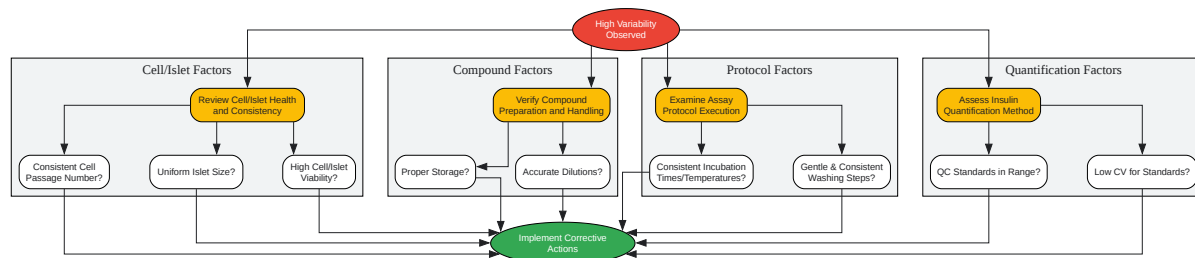 High Variability
Observed
Cell/Islet Factors
Compound Factors
Protocol Factors
Quantification Factors
Review Cell/Islet Health
and Consistency
Verify Compound
Preparation and Handling
Examine Assay
Protocol Execution
Assess Insulin
Quantification Method
Consistent Cell
Passage Number?
Uniform Islet Size?
High Cell/Islet
Viability?
Proper Storage?
Accurate Dilutions?
Consistent Incubation
Times/Temperatures?
Gentle & Consistent
Washing Steps?
QC Standards in Range?
Low CV for Standards?
Implement Corrective
Actions